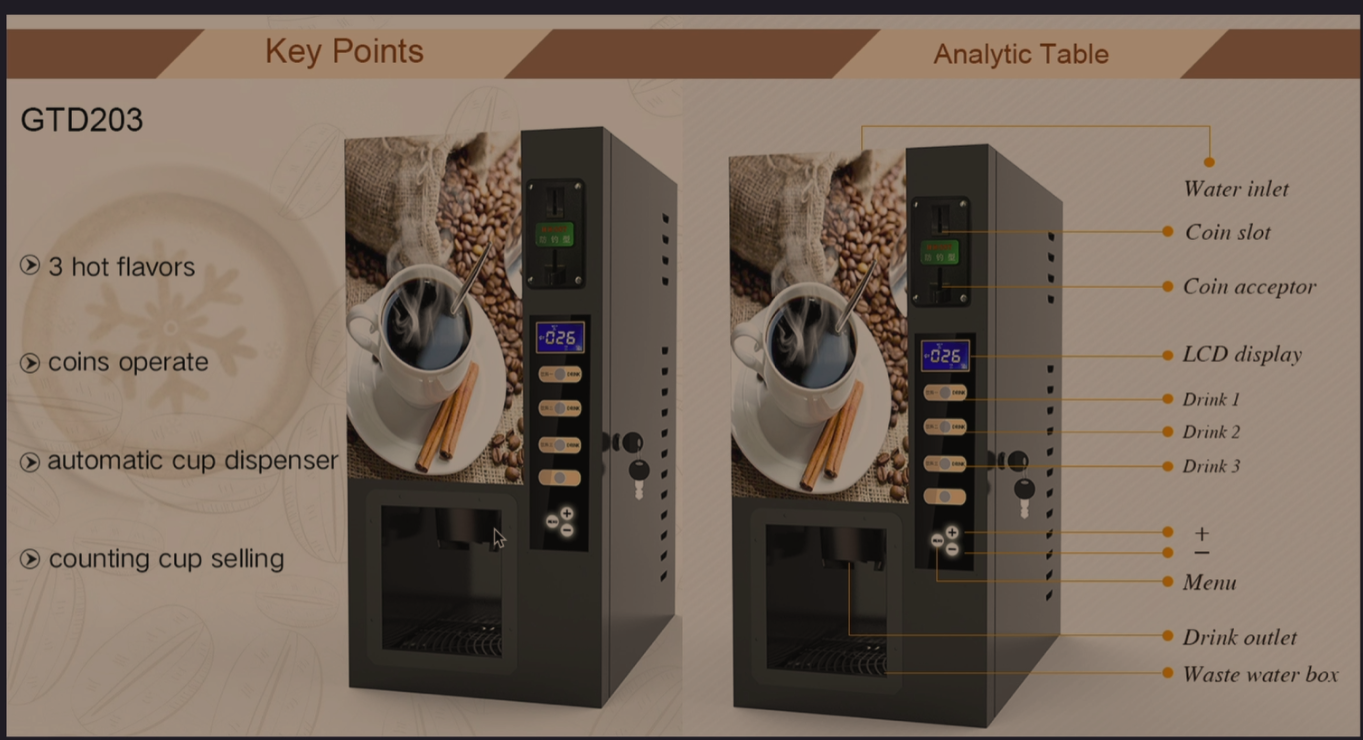 Key Points
Analytic Table
GTD203
3 hot flavors
coins operate
automatic cup dispenser
counting cup selling
026
Water inlet
Coin slot
Coin acceptor
LCD display
Drink 1
Drink 2
Drink 3
+
−
Menu
Drink outlet
Waste water box
026